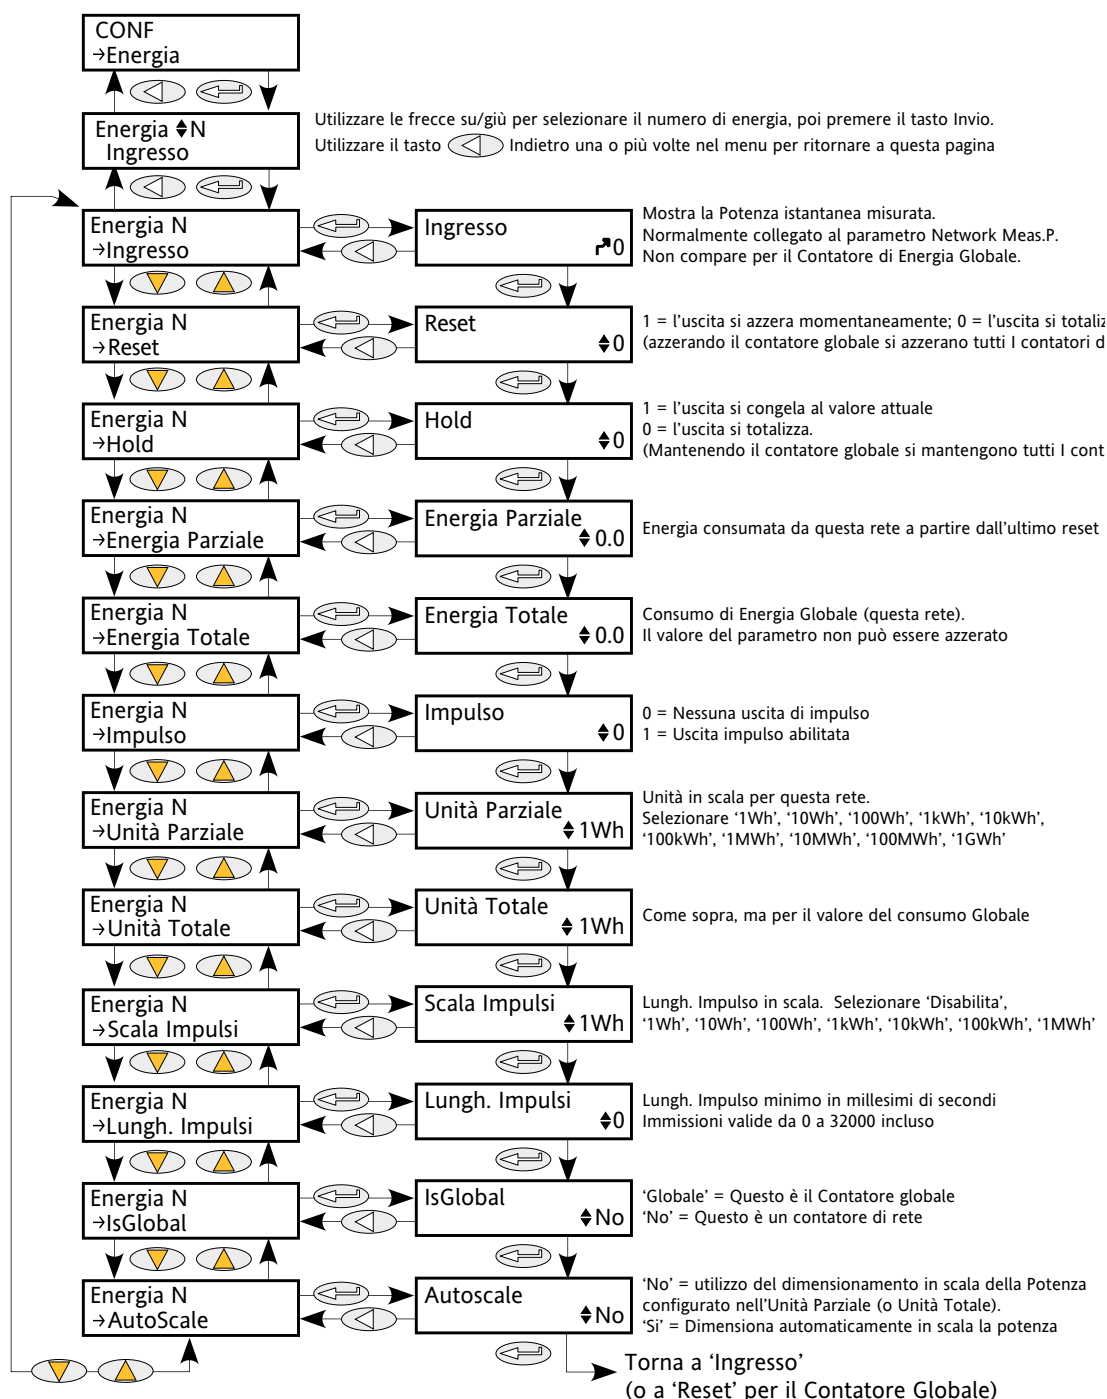 CONF
→Energia
Energia ♦N
Ingresso
Utilizzare le frecce su/giù per selezionare il numero di energia, poi premere il tasto Invio.
Utilizzare il tasto Indietro una o più volte nel menu per ritornare a questa pagina
Energia N
→Ingresso
Ingresso
0
Mostra la Potenza istantanea misurata.
Normalmente collegato al parametro Network Meas.P.
Non compare per il Contatore di Energia Globale.
Energia N
→Reset
Reset
♦0
1 = l'uscita si azzera momentaneamente; 0 = l'uscita si
(azzerando il contatore globale si azzerano tutti I contatori
Energia N
→Hold
Hold
♦0
1 = l'uscita si congela al valore attuale
0 = l'uscita si totalizza.
(Mantenendo il contatore globale si mantengono tutti I
Energia N
→Energia Parziale
Energia Parziale
♦ 0.0
Energia consumata da questa rete a partire dall'ultimo reset
Energia N
→Energia Totale
Energia Totale
♦ 0.0
Consumo di Energia Globale (questa rete).
Il valore del parametro non può essere azzerato
Energia N
→Impulso
Impulso
♦0
0 = Nessuna uscita di impulso
1 = Uscita impulso abilitata
Energia N
→Unità Parziale
Unità Parziale
♦ 1Wh
Unità in scala per questa rete.
Selezionare ‘1Wh’, ‘10Wh’, ‘100Wh’, ‘1kWh’, ‘10kWh’,
‘100kWh’, ‘1MWh’, ‘10MWh’, ‘100MWh’, ‘1GWh’
Energia N
→Unità Totale
Unità Totale
♦ 1Wh
Come sopra, ma per il valore del consumo Globale
Energia N
→Scala Impulsi
Scala Impulsi
♦1Wh
Lungh. Impulso in scala. Selezionare ‘Disabilita’,
‘1Wh’, ‘10Wh’, ‘100Wh’, ‘1kWh’, ‘10kWh’, ‘100kWh’, ‘1MWh’
Energia N
→Lungh. Impulsi
Lungh. Impulsi
♦0
Lungh. Impulso minimo in millesimi di secondi
Immissioni valide da 0 a 32000 incluso
Energia N
→IsGlobal
IsGlobal
♦No
‘Globale’ = Questo è il Contatore globale
‘No’ = Questo è un contatore di rete
Energia N
→AutoScale
Autoscale
♦No
‘No’ = utilizzo del dimensionamento in scala della Potenza
configurato nell'Unità Parziale (o Unità Totale).
‘Si’ = Dimensiona automaticamente in scala la potenza
Torna a ‘Ingresso’
(o a ‘Reset’ per il Contatore Globale)